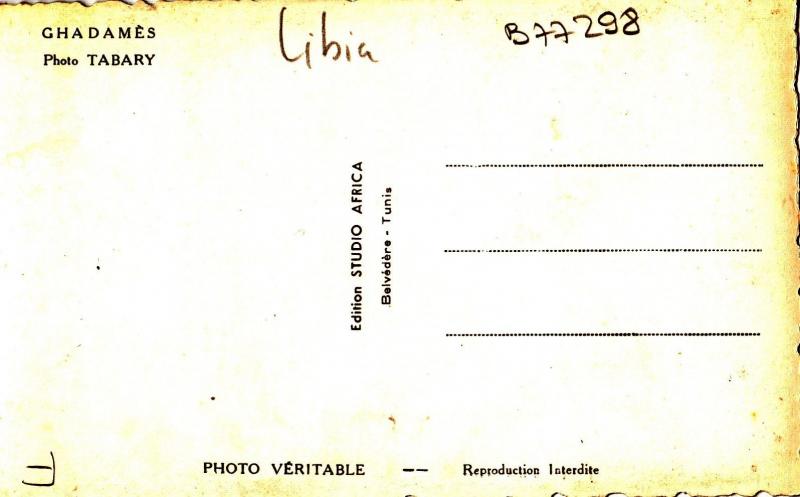 GHADAMÈS
Photo TABARY
Libia
B77298
Edition STUDIO AFRICA
Belvédère - Tunis
PHOTO VÉRITABLE -- Reproduction Interdite